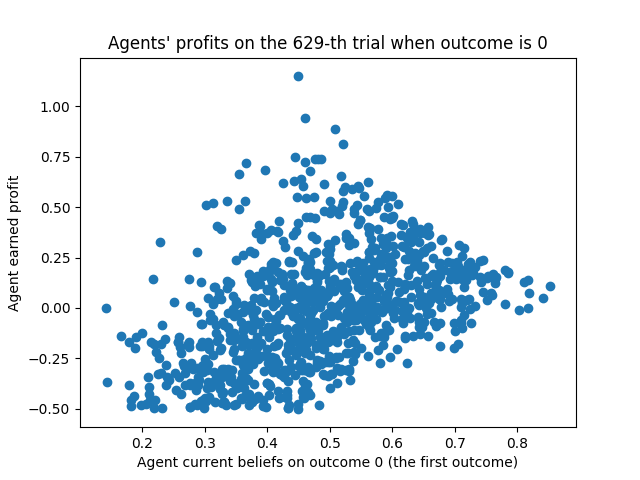 Agents' profits on the 629-th trial when outcome is 0
1.00
0.75
0.50
0.25
0.00
−0.25
−0.50
Agent earned profit
0.2 0.3 0.4 0.5 0.6 0.7 0.8
Agent current beliefs on outcome 0 (the first outcome)